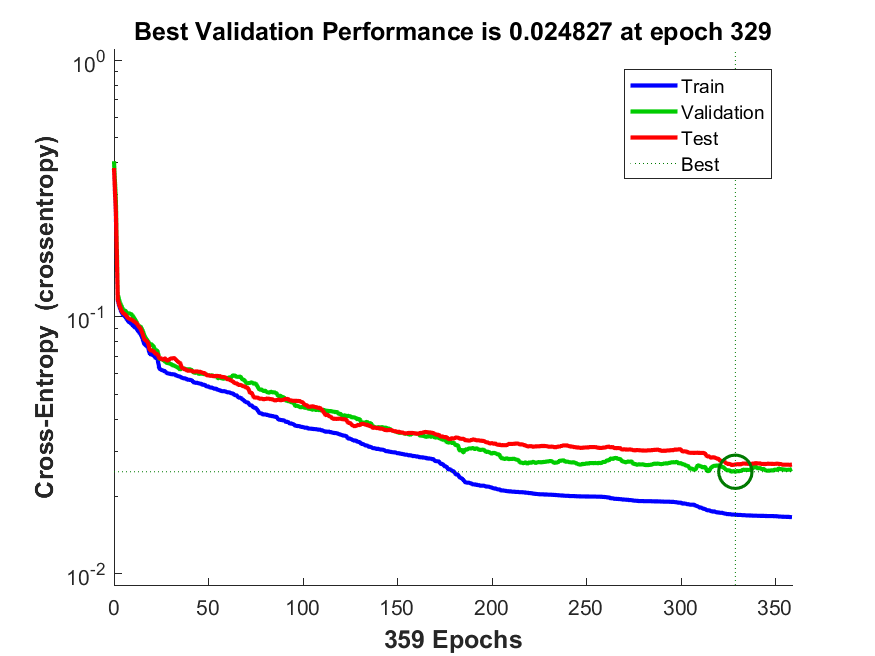 Best Validation Performance is 0.024827 at epoch 329
10^0
10^-1
10^-2
Cross-Entropy (crossentropy)
Train
Validation
Test
Best
0 50 100 150 200 250 300 350
359 Epochs